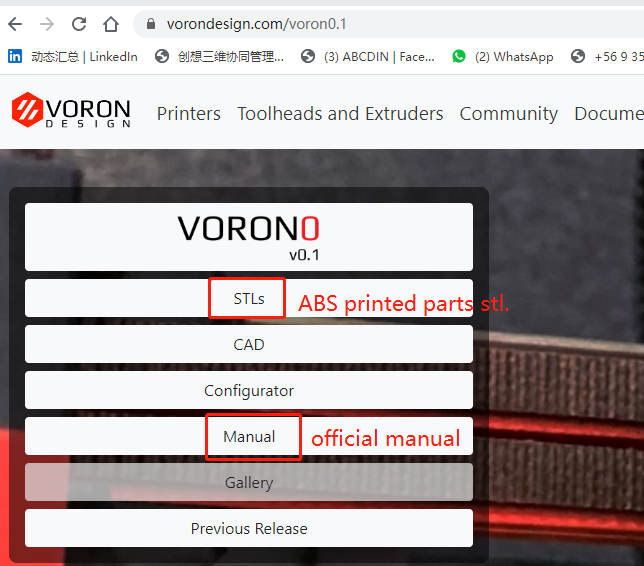 vorondesign.com/voron0.1
动态汇总 | LinkedIn 创想三维协同管理... (3) ABCDIN | Face... (2) WhatsApp +56 9 35
VORON DESIGN Printers Toolheads and Extruders Community Docume
VORON0
v0.1
STLs ABS printed parts stl.
CAD
Configurator
Manual official manual
Gallery
Previous Release